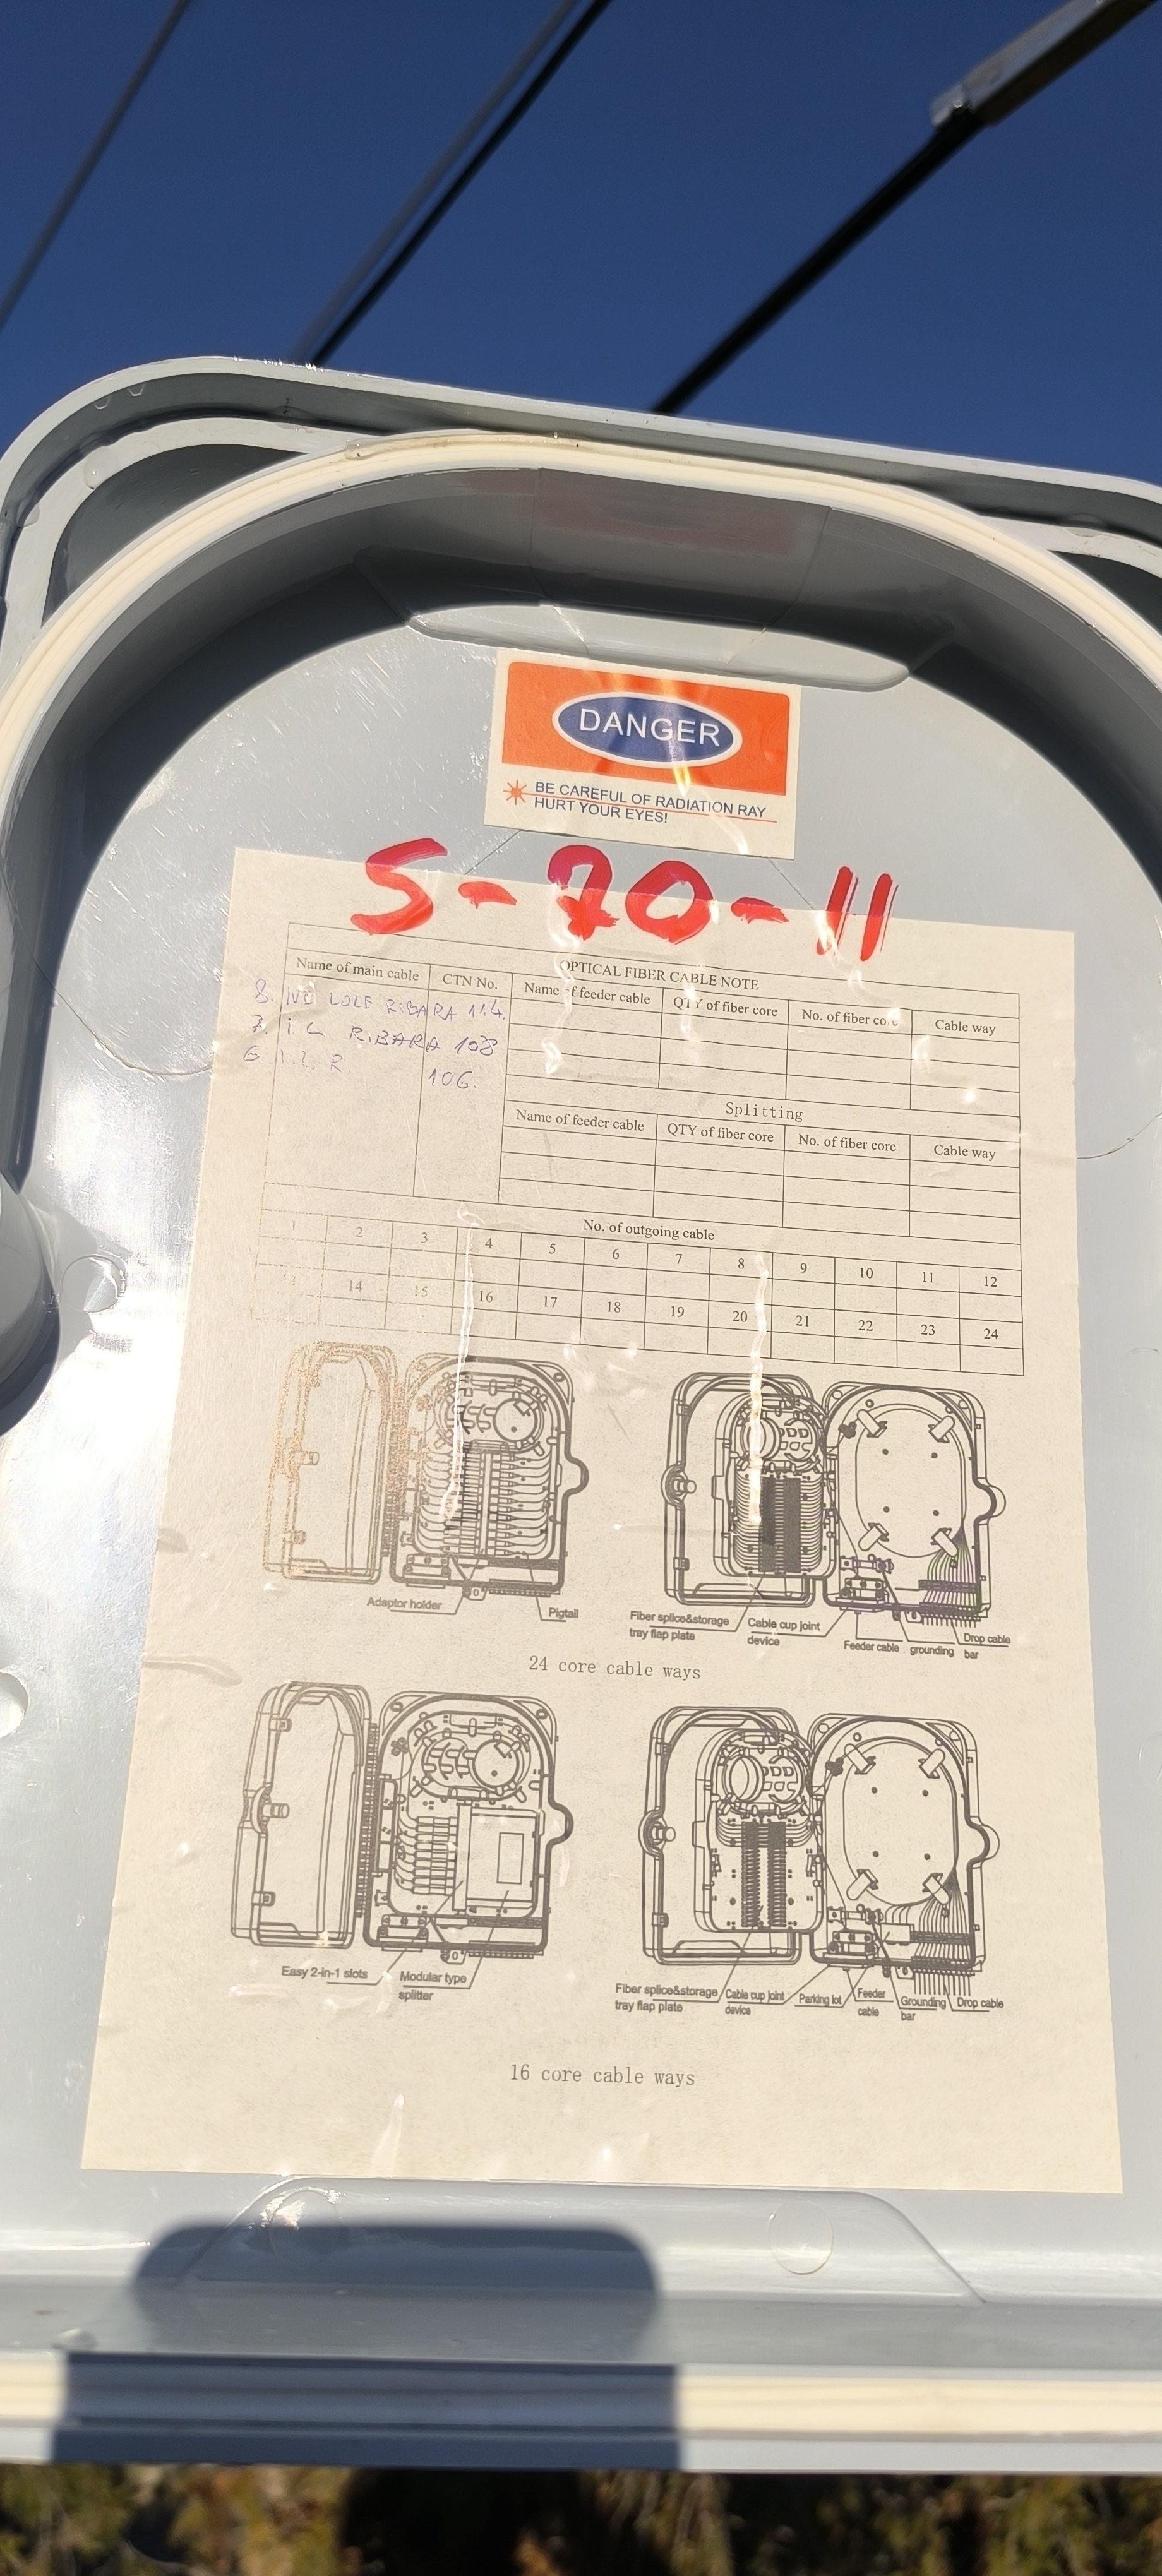 DANGER
BE CAREFUL OF RADIATION RAY
HURT YOUR EYES!
S-20-11
OPTICAL FIBER CABLE NOTE
Name of main cable CTN No. Name of feeder cable QTY of fiber core No. of fiber core Cable way
8. IVE LOLE RIBARA 114.
7. I L RIBARA 108
6 I. L. R 106.
Splitting
Name of feeder cable QTY of fiber core No. of fiber core Cable way
No. of outgoing cable
1 2 3 4 5 6 7 8 9 10 11 12
13 14 15 16 17 18 19 20 21 22 23 24
Adaptor holder Pigtail
Fiber splice&storage tray flap plate Cable cup joint device Feeder cable grounding bar Drop cable
24 core cable ways
Easy 2-in-1 slots Modular type splitter
Fiber splice&storage tray flap plate Cable cup joint device Parking lot Feeder cable Grounding bar Drop cable
16 core cable ways